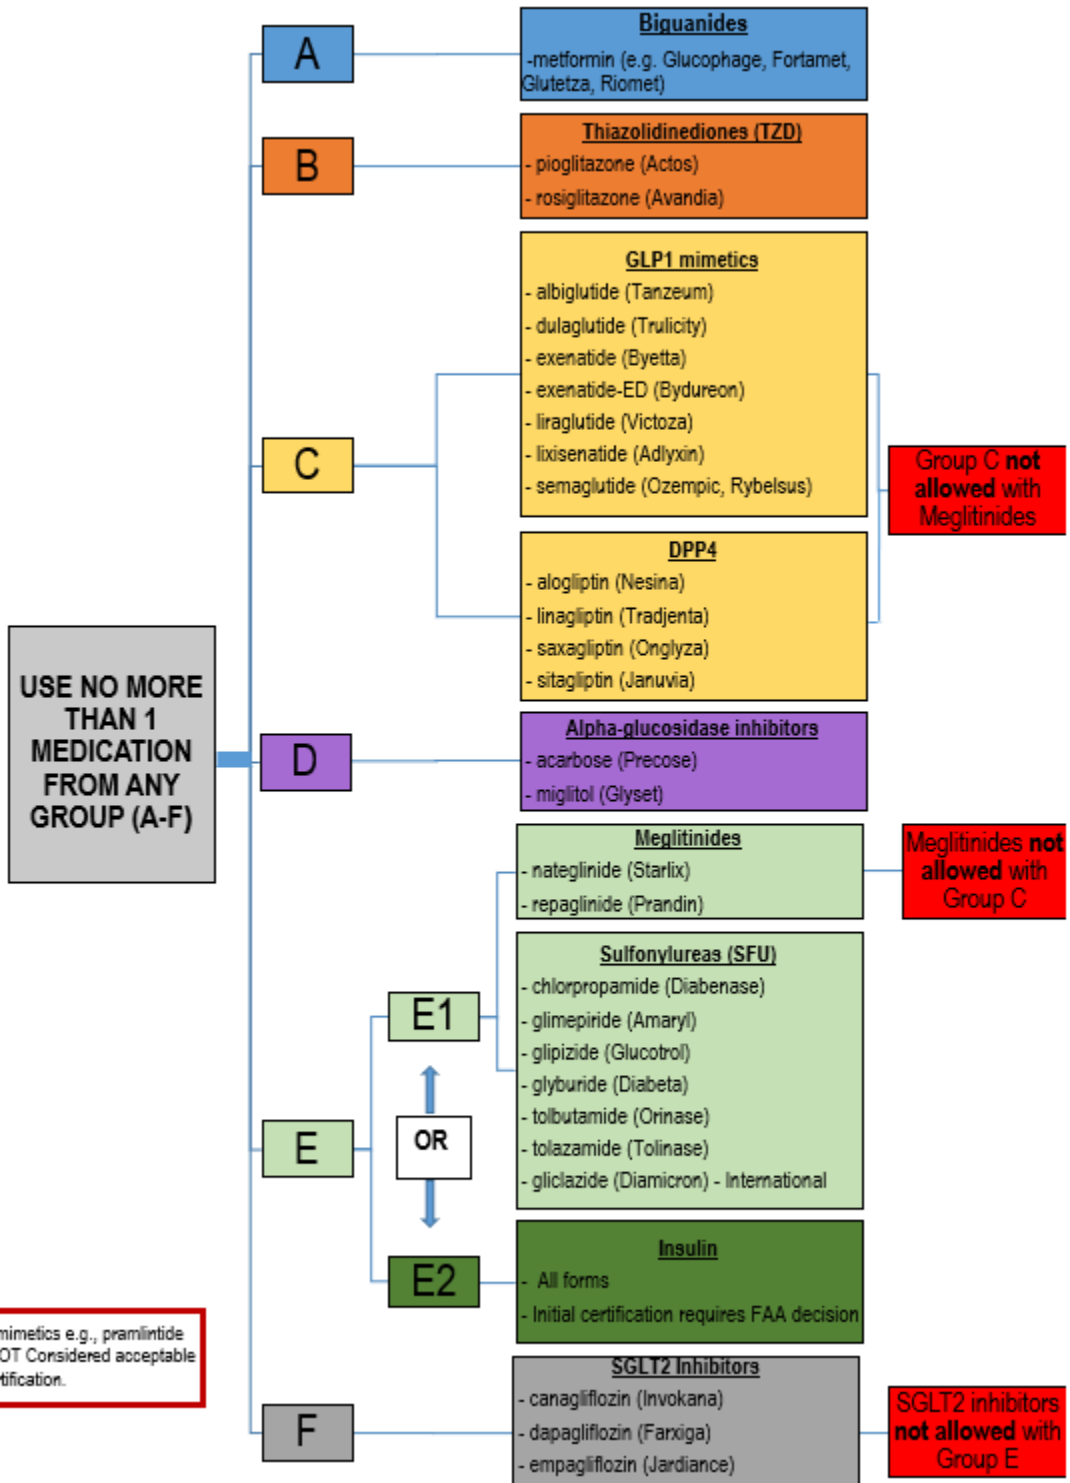 A
Biguanides
-metformin (e.g. Glucophage, Fortamet,
Glutetza, Riomet)
B
Thiazolidinediones (TZD)
- pioglitazone (Actos)
- rosiglitazone (Avandia)
C
GLP1 mimetics
- albiglutide (Tanzeum)
- dulaglutide (Trulicity)
- exenatide (Byetta)
- exenatide-ED (Bydureon)
- liraglutide (Victoza)
- lixisenatide (Adlyxin)
- semaglutide (Ozempic, Rybelsus)
Group C not
allowed with
Meglitinides
DPP4
- alogliptin (Nesina)
- linagliptin (Tradjenta)
- saxagliptin (Onglyza)
- sitagliptin (Januvia)
USE NO MORE
THAN 1
MEDICATION
FROM ANY
GROUP (A-F)
D
Alpha-glucosidase inhibitors
- acarbose (Precose)
- miglitol (Glyset)
E
E1
Meglitinides
- nateglinide (Starlix)
- repaglinide (Prandin)
Meglitinides not
allowed with
Group C
Sulfonylureas (SFU)
- chlorpropamide (Diabenase)
- glimepiride (Amaryl)
- glipizide (Glucotrol)
- glyburide (Diabeta)
- tolbutamide (Orinase)
- tolazamide (Tolinase)
- gliclazide (Diamicron) - International
OR
E2
Insulin
- All forms
- Initial certification requires FAA decision
mimetics e.g., pramlintide
OT Considered acceptable
tification.
F
SGLT2 Inhibitors
- canagliflozin (Invokana)
- dapagliflozin (Farxiga)
- empagliflozin (Jardiance)
SGLT2 inhibitors
not allowed with
Group E